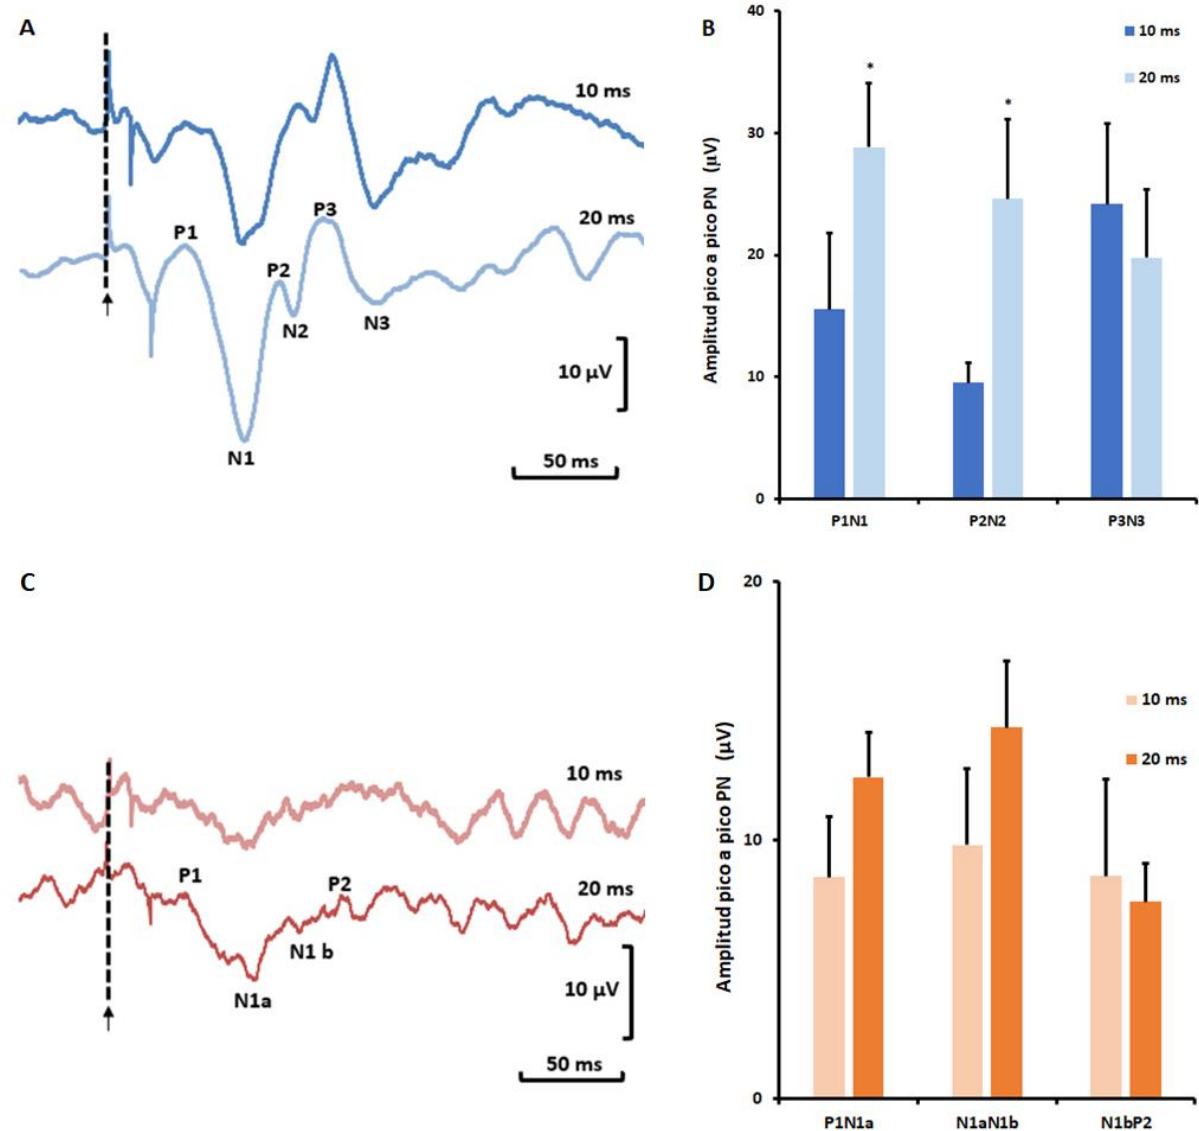 A
10 ms
20 ms
P1
P2
P3
N1
N2
N3
10 µV
50 ms
B
Amplitud pico a pico PN (µV)
40
30
20
10
0
10 ms
20 ms
*
*
P1N1
P2N2
P3N3
C
10 ms
20 ms
P1
P2
N1 b
N1a
10 µV
50 ms
D
Amplitud pico a pico PN (µV)
20
10
0
10 ms
20 ms
P1N1a
N1aN1b
N1bP2